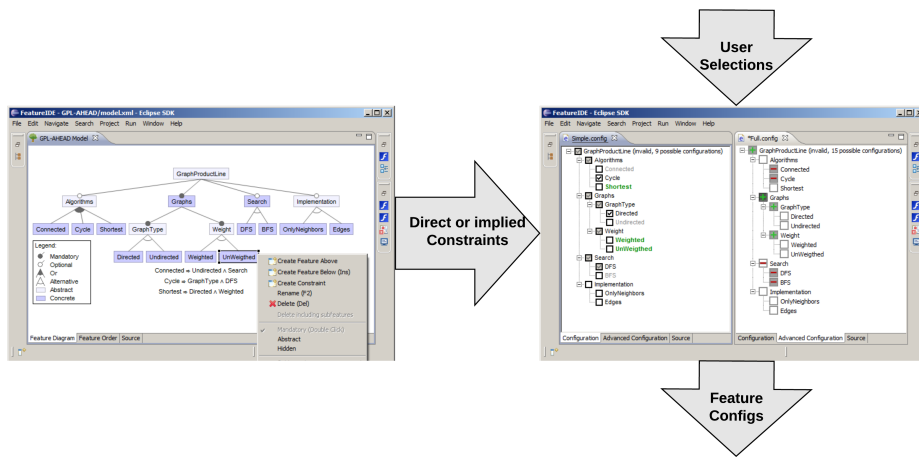 User
Selections
FeatureIDE - GPL-AHEAD/model.xml - Eclipse SDK
File Edit Navigate Search Project Run Window Help
GPL-AHEAD Model
GraphProductLine
Algorithms Graphs Search Implementation
Connected Cycle Shortest GraphType Weight DFS BFS OnlyNeighbors Edges
Directed Undirected Weighted UnWeigthed
Legend:
Mandatory
Optional
Or
Alternative
Abstract
Concrete
Connected ⇒ Undirected ∧ Search
Cycle ⇒ GraphType ∧ DFS
Shortest ⇒ Directed ∧ Weighted
Create Feature Above
Create Feature Below (Ins)
Create Constraint
Rename (F2)
Delete (Del)
Delete including subfeatures
Mandatory (Double Click)
Abstract
Hidden
Feature Diagram Feature Order Source
Direct or implied
Constraints
FeatureIDE - Eclipse SDK
File Edit Navigate Search Project Run Window Help
Simple.config
GraphProductLine (invalid, 9 possible configurations)
Algorithms
Connected
Cycle
Shortest
Graphs
GraphType
Directed
Undirected
Weight
Weighted
UnWeigthed
Search
DFS
BFS
Implementation
OnlyNeighbors
Edges
Configuration Advanced Configuration Source
*Full.config
GraphProductLine (invalid, 15 possible configurations)
Algorithms
Connected
Cycle
Shortest
Graphs
GraphType
Directed
Undirected
Weight
Weighted
UnWeigthed
Search
DFS
BFS
Implementation
OnlyNeighbors
Edges
Configuration Advanced Configuration Source
Feature
Configs